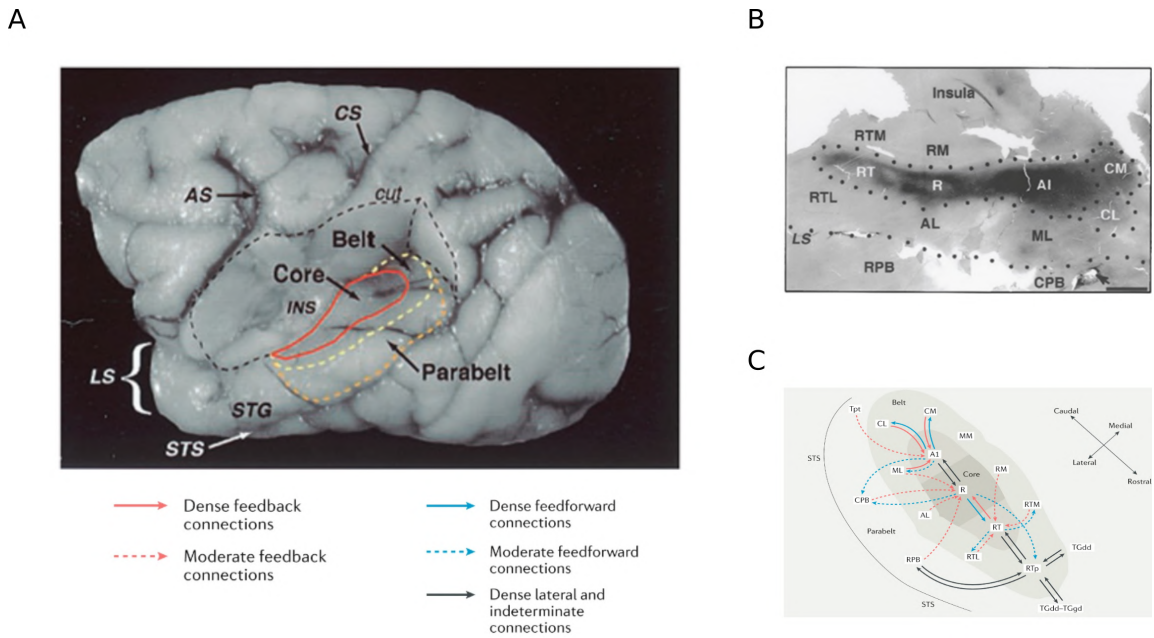 A
CS
AS
cut
Belt
Core
INS
Parabelt
LS
STG
STS
Dense feedback
connections
Moderate feedback
connections
Dense feedforward
connections
Moderate feedforward
connections
Dense lateral and
indeterminate
connections
B
Insula
RTM
RM
CM
RT
R
AI
RTL
AL
CL
LS
ML
RPB
CPB
C
Belt
Tpt
CM
Caudal
CL
MM
Medial
A1
STS
Core
Lateral
ML
RM
Rostral
R
CPB
RTM
AL
RT
Parabelt
RPB
RTL
RTp
TGdd
STS
TGdd–TGgd